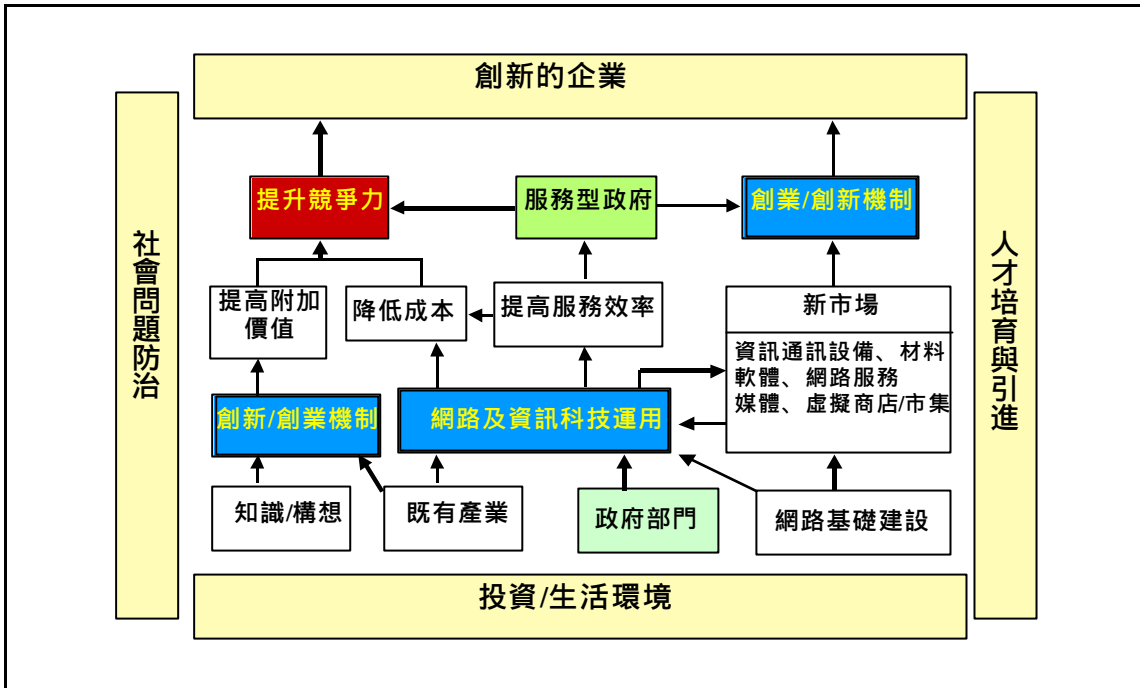 創新的企業
社會問題防治
人才培育與引進
提升競爭力
服務型政府
創業/創新機制
提高附加
價值
降低成本
提高服務效率
新市場
資訊通訊設備、材料
軟體、網路服務
媒體、虛擬商店/市集
創新/創業機制
網路及資訊科技運用
知識/構想
既有產業
政府部門
網路基礎建設
投資/生活環境